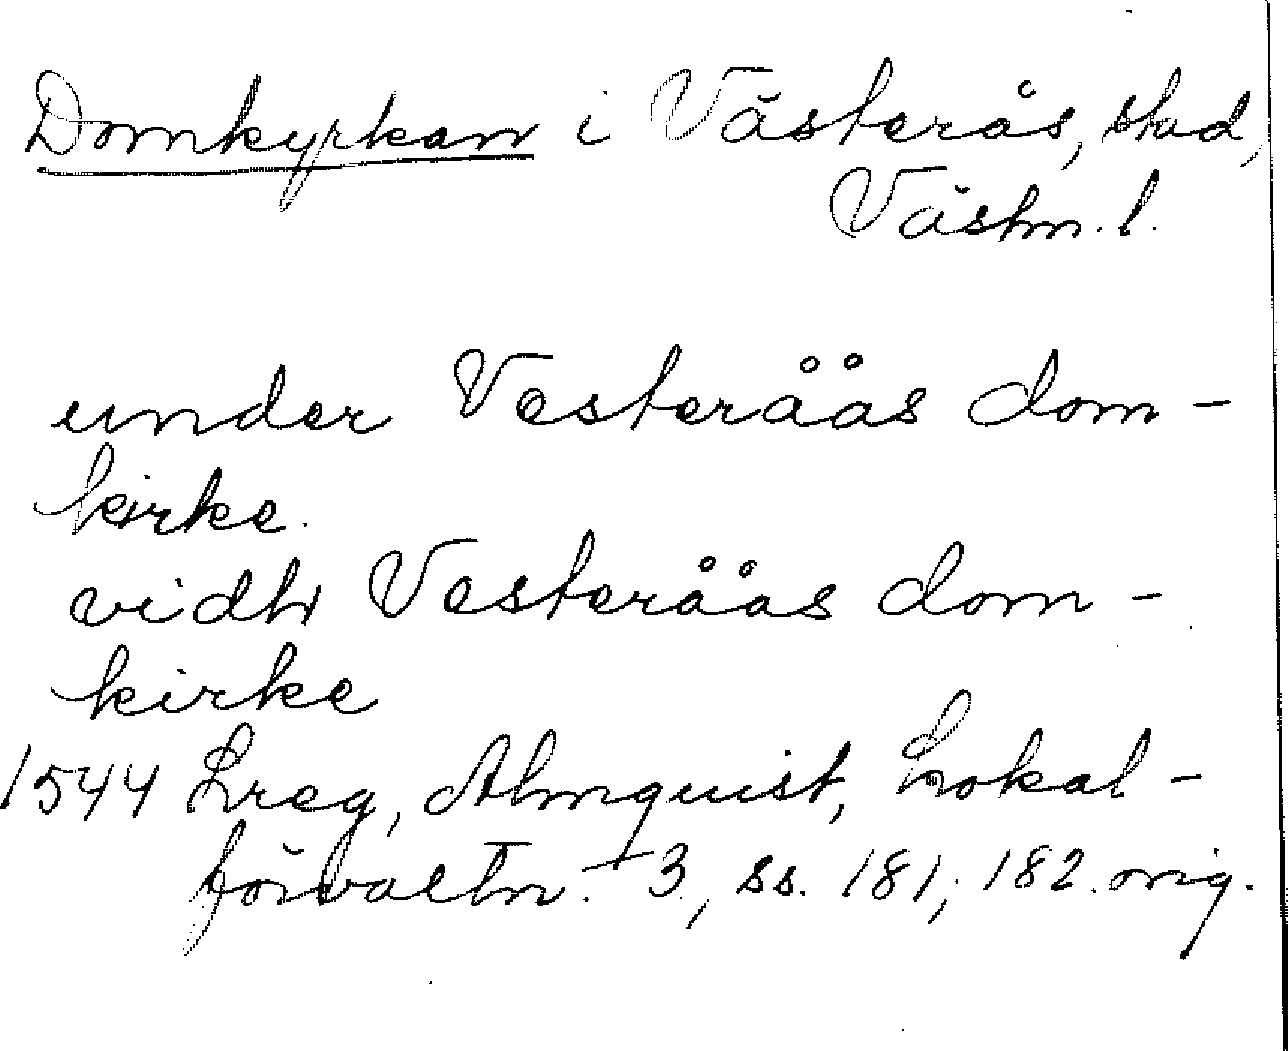 Domkyrkan i Västerås, stad,
Västm. l.
under Vesteråås dom-
kirke.
vidh Vesteråås dom-
kirke
1544 Lreg, Almquist, Lokal-
förvaltn. 3, ss. 181, 182. orig.